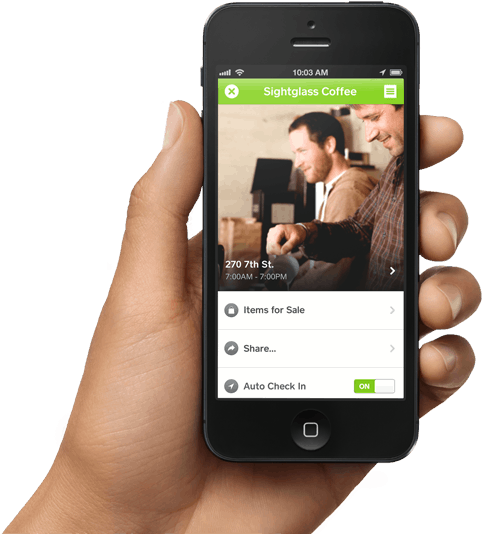 10:03 AM
Sightglass Coffee
270 7th St.
7:00AM - 7:00PM
Items for Sale
Share...
Auto Check In
ON